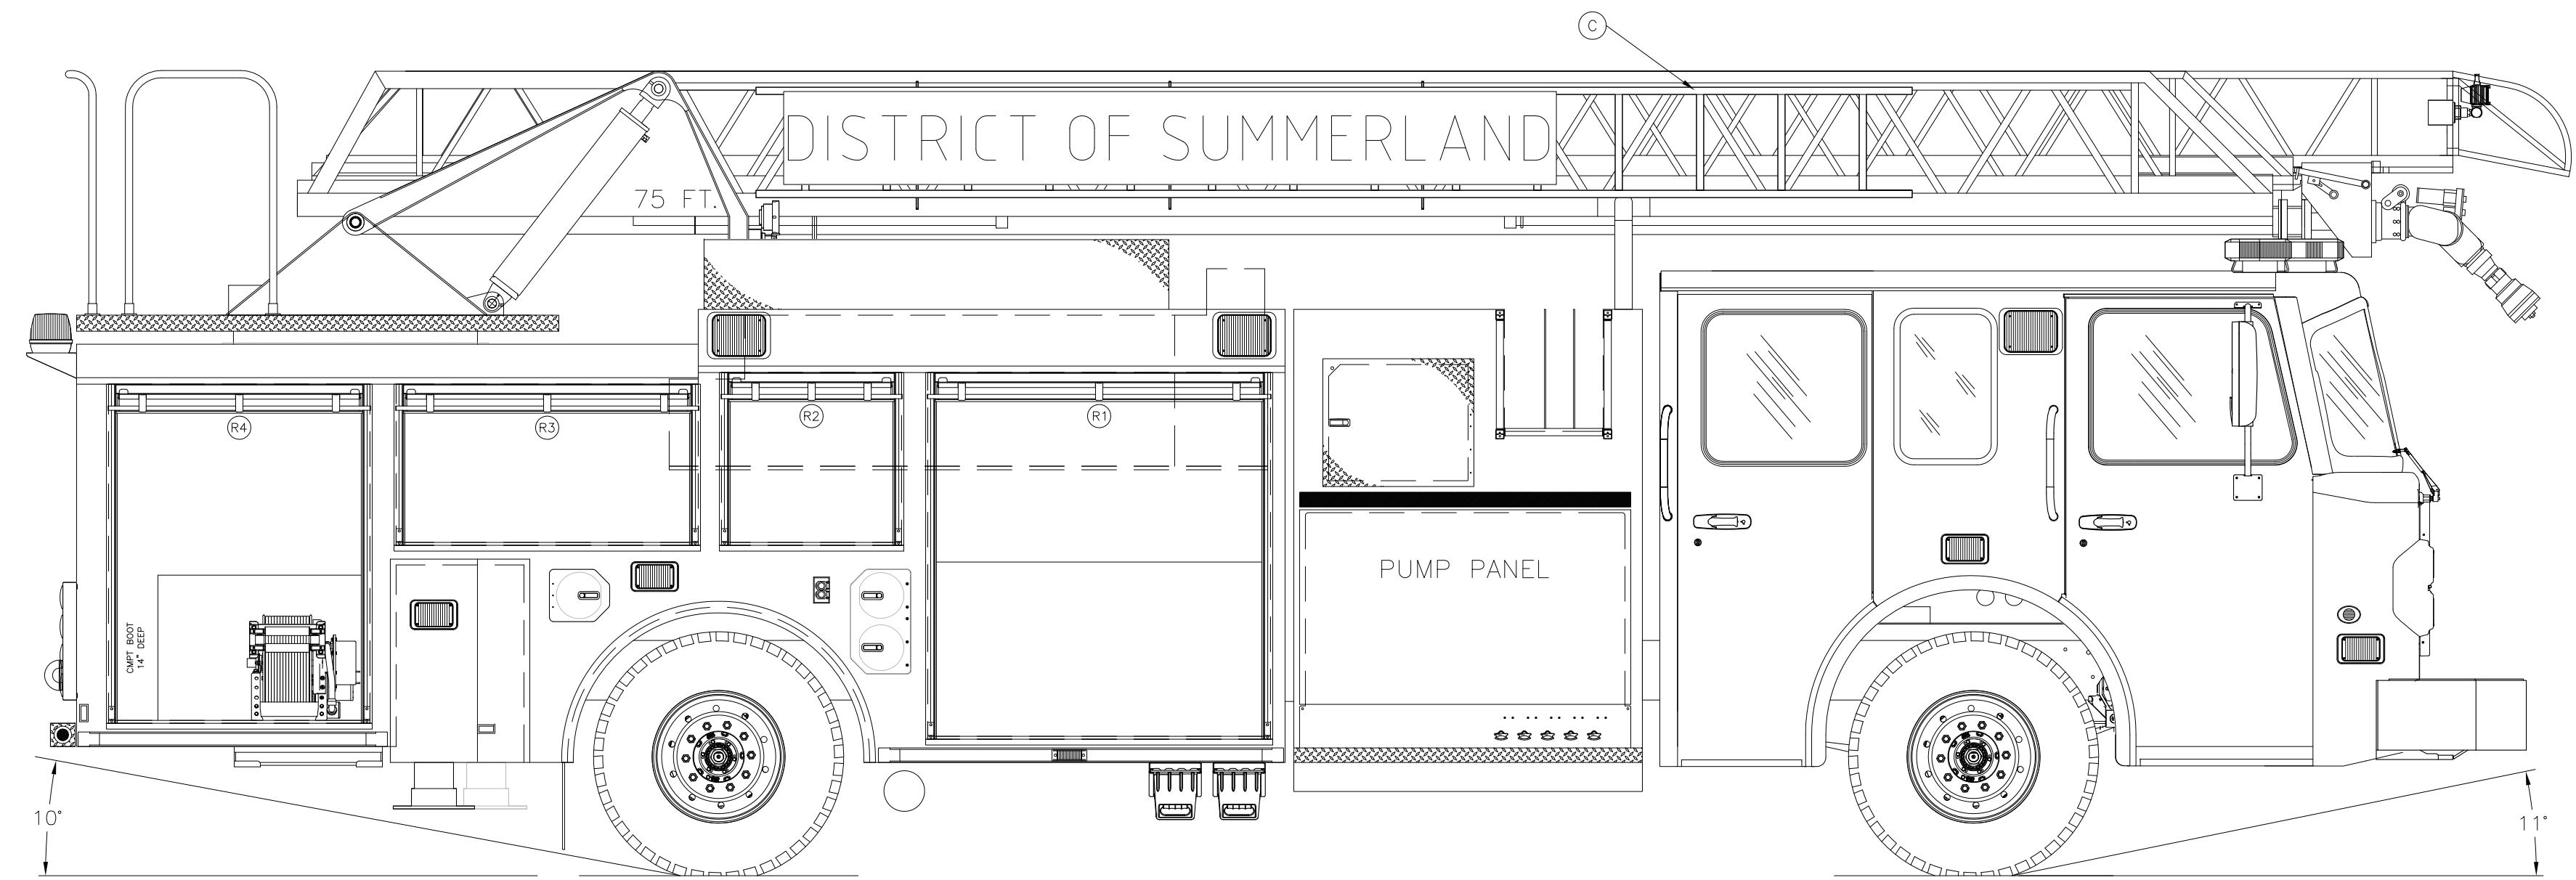 C
DISTRICT OF SUMMERLAND
75 FT.
R4
R3
R2
R1
PUMP PANEL
CMPT BOOT
14" DEEP
10°
11°